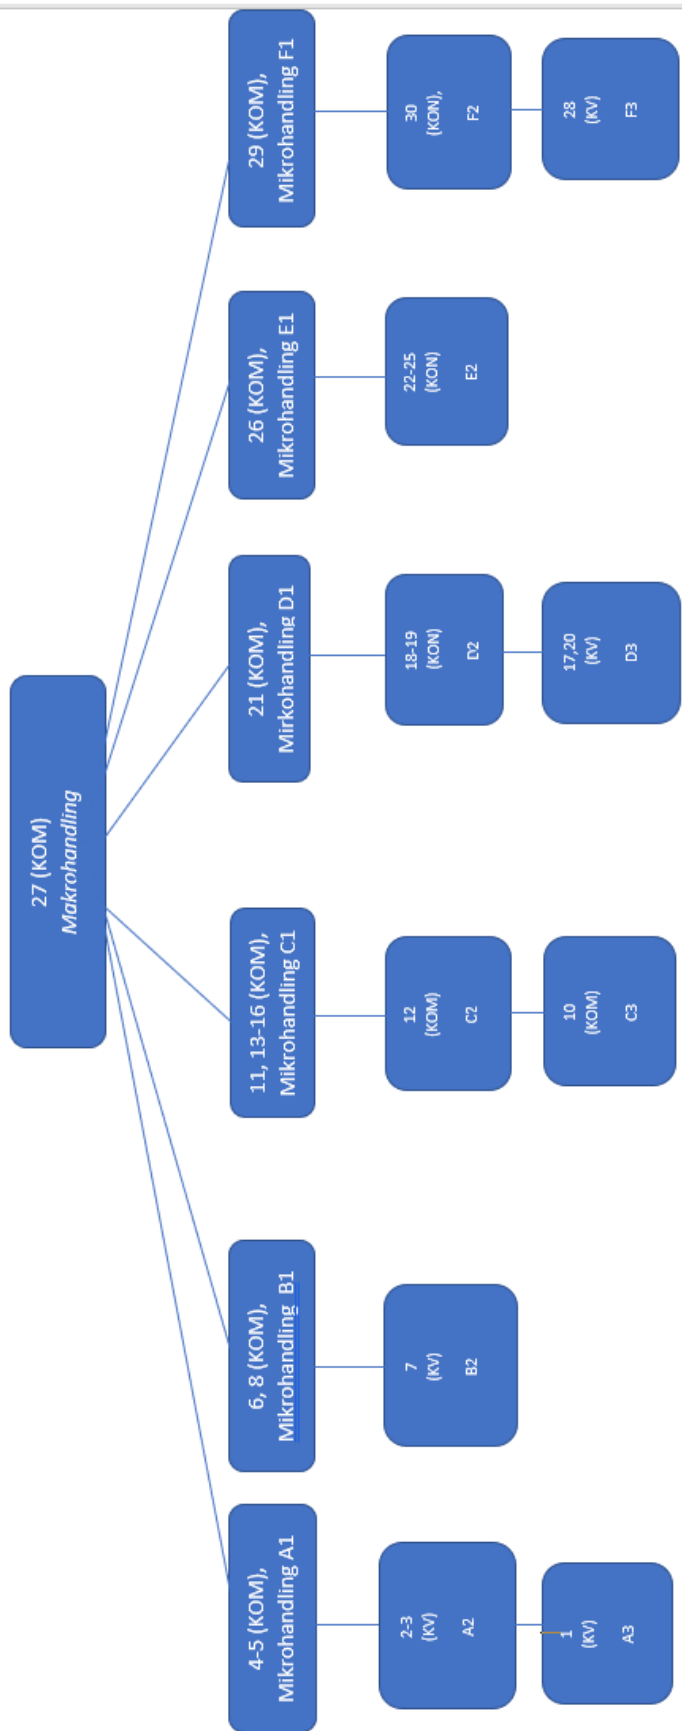 27 (KOM)
Makrohandling
4-5 (KOM),
Mikrohandling A1
2-3
(KV)
A2
1
(KV)
A3
6, 8 (KOM),
Mikrohandling B1
7
(KV)
B2
11, 13-16 (KOM),
Mikrohandling C1
12
(KOM)
C2
10
(KOM)
C3
21 (KOM),
Mirkohandling D1
18-19
(KON)
D2
17,20
(KV)
D3
26 (KOM),
Mikrohandling E1
22-25
(KON)
E2
29 (KOM),
Mikrohandling F1
30
(KON),
F2
28
(KV)
F3